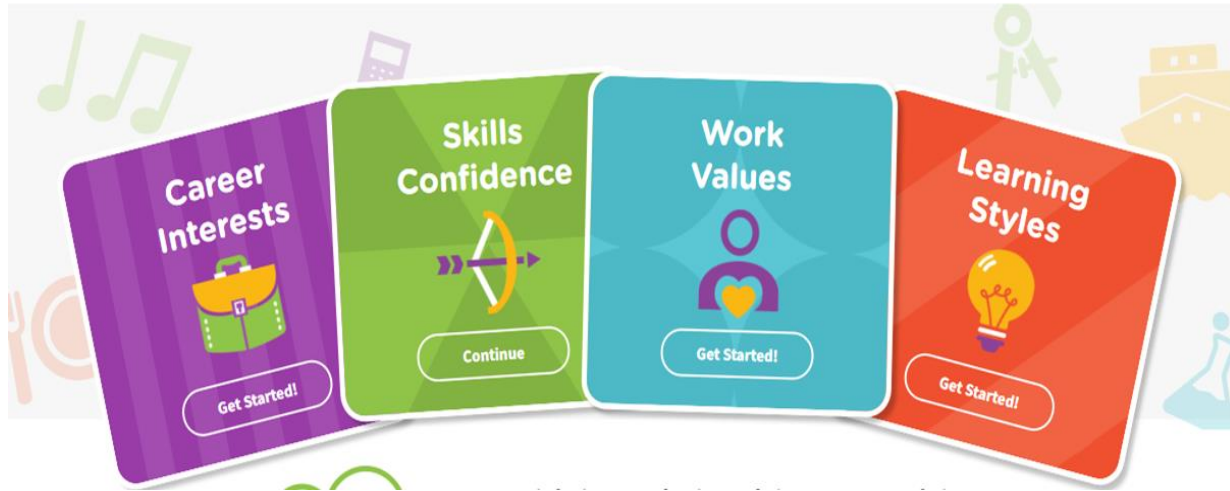 Career
Interests
Get Started!
Skills
Confidence
Continue
Work
Values
Get Started!
Learning
Styles
Get Started!